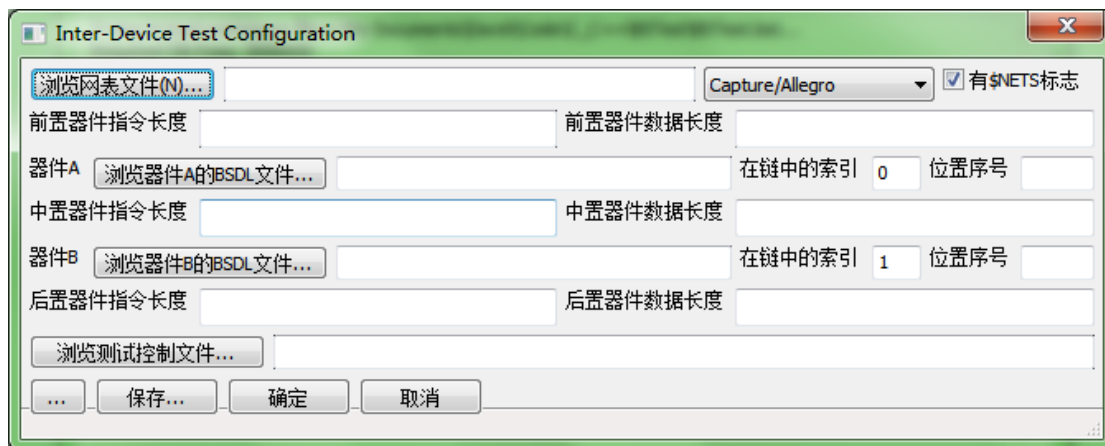 Inter-Device Test Configuration
浏览网表文件(N)... Capture/Allegro 有$NETS标志
前置器件指令长度 前置器件数据长度
器件A 浏览器件A的BSDL文件... 在链中的索引 0 位置序号
中置器件指令长度 中置器件数据长度
器件B 浏览器件B的BSDL文件... 在链中的索引 1 位置序号
后置器件指令长度 后置器件数据长度
浏览测试控制文件...
... 保存... 确定 取消